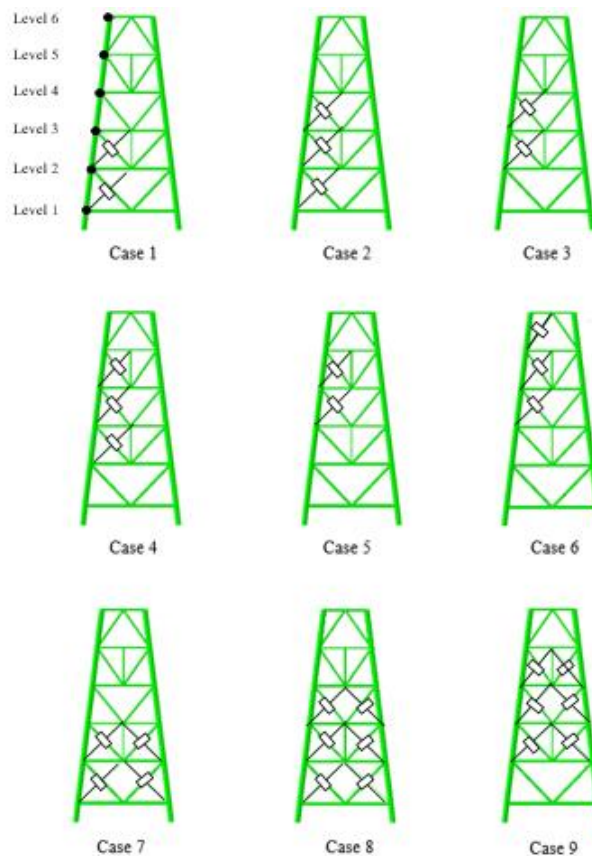 Level 6
Level 5
Level 4
Level 3
Level 2
Level 1
Case 1
Case 2
Case 3
Case 4
Case 5
Case 6
Case 7
Case 8
Case 9